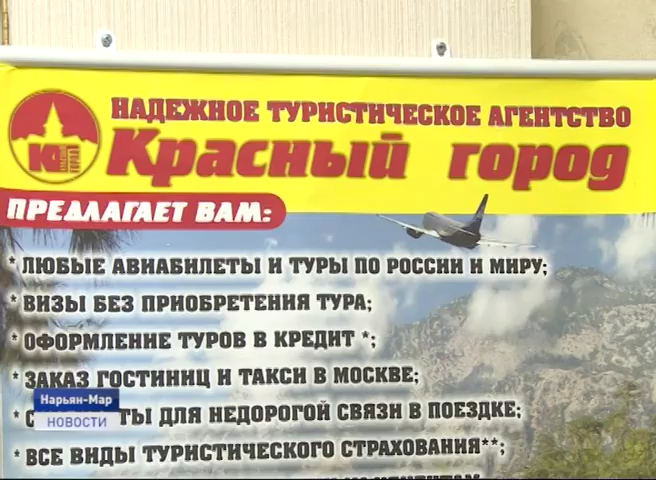 НАДЕЖНОЕ ТУРИСТИЧЕСКОЕ АГЕНТСТВО
Красный город
ПРЕДЛАГАЕТ ВАМ:
* ЛЮБЫЕ АВИАБИЛЕТЫ И ТУРЫ ПО РОССИИ И МИРУ;
* ВИЗЫ БЕЗ ПРИОБРЕТЕНИЯ ТУРА;
* ОФОРМЛЕНИЕ ТУРОВ В КРЕДИТ *;
* ЗАКАЗ ГОСТИНИЦ И ТАКСИ В МОСКВЕ;
* ДЛЯ НЕДОРОГОЙ СВЯЗИ В ПОЕЗДКЕ;
* ВСЕ ВИДЫ ТУРИСТИЧЕСКОГО СТРАХОВАНИЯ**;
Нарьян-Мар
НОВОСТИ